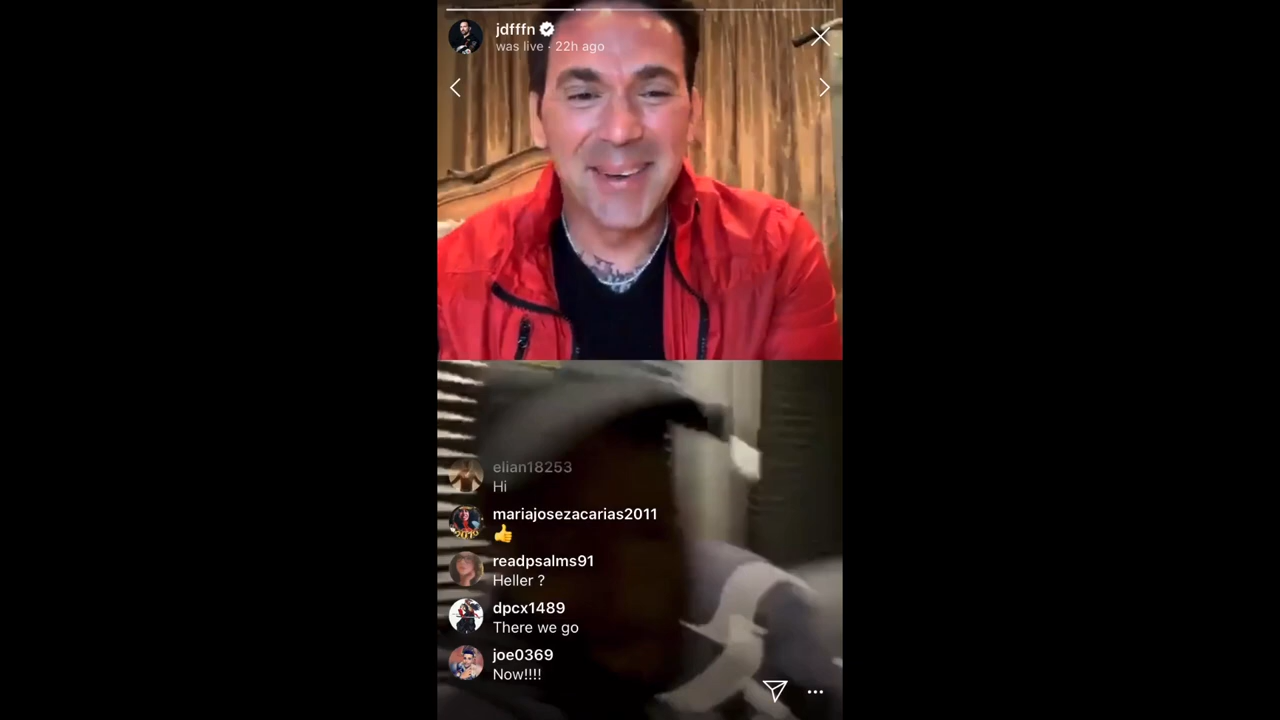 jdfffn
was live · 22h ago
elian18253
Hi
mariajosezacarias2011
👍
readpsalms91
Heller ?
dpcx1489
There we go
joe0369
Now!!!!